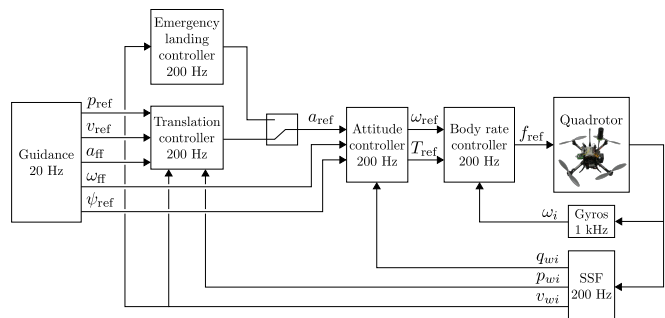 Emergency
landing
controller
200 Hz
p_ref
v_ref
a_ff
ω_ff
ψ_ref
Guidance
20 Hz
Translation
controller
200 Hz
a_ref
Attitude
controller
200 Hz
ω_ref
T_ref
Body rate
controller
200 Hz
f_ref
Quadrotor
ω_i
Gyros
1 kHz
q_wi
p_wi
v_wi
SSF
200 Hz